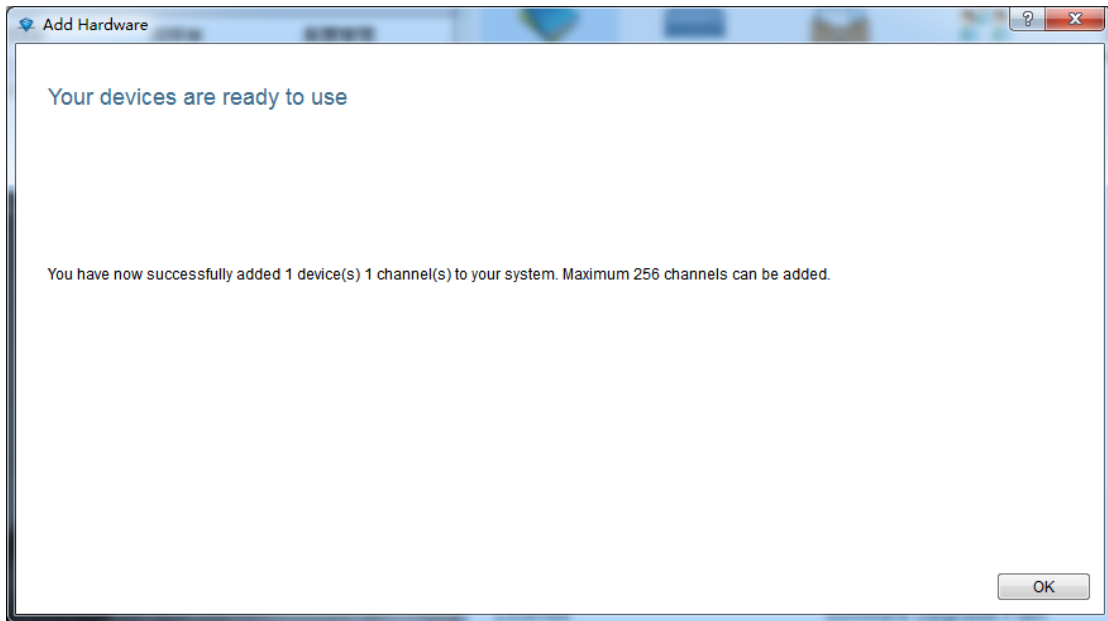 Add Hardware
Your devices are ready to use
You have now successfully added 1 device(s) 1 channel(s) to your system. Maximum 256 channels can be added.
OK